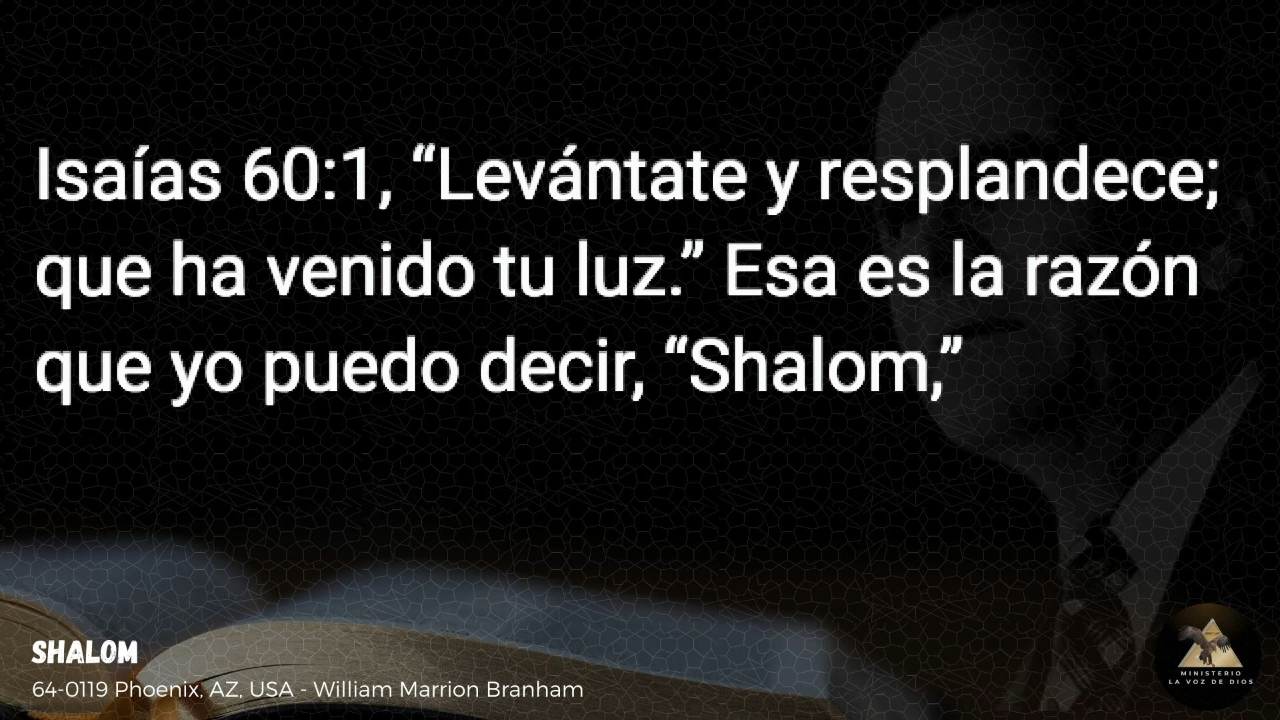 Isaías 60:1, “Levántate y resplandece;
que ha venido tu luz.” Esa es la razón
que yo puedo decir, “Shalom,”
SHALOM
64-0119 Phoenix, AZ, USA - William Marrion Branham
MINISTERIO
LA VOZ DE DIOS